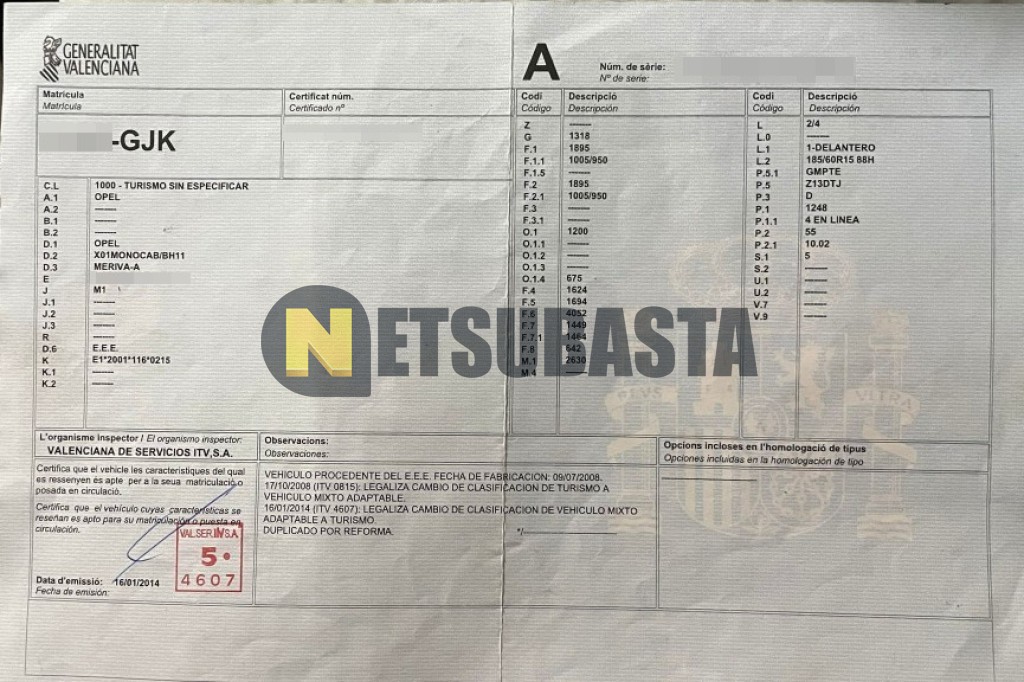 GENERALITAT
VALENCIANA
A
Núm. de sèrie:
Nº de serie:
Matrícula
Matrícula
Certificat núm.
Certificado nº
-GJK
C.L 1000 - TURISMO SIN ESPECIFICAR
A.1 OPEL
A.2 -------
B.1 -------
B.2 -------
D.1 OPEL
D.2 X01MONOCAB/BH11
D.3 MERIVA-A
E
J M1
J.1 -------
J.2 -------
J.3 -------
R -------
D.6 E.E.E.
K E1*2001*116*0215
K.1 -------
K.2 -------
Codi Descripció
Código Descripción
Z -------
G 1318
F.1 1895
F.1.1 1005/950
F.1.5 -------
F.2 1895
F.2.1 1005/950
F.3 -------
F.3.1 -------
O.1 1200
O.1.1 -------
O.1.2 -------
O.1.3 -------
O.1.4 675
F.4 1624
F.5 1694
F.6 4052
F.7 1449
F.7.1 1464
F.8 642
M.1 2630
M.4 -------
Codi Descripció
Código Descripción
L 2/4
L.0 -------
L.1 1-DELANTERO
L.2 185/60R15 88H
P.5.1 GMPTE
P.5 Z13DTJ
P.3 D
P.1 1248
P.1.1 4 EN LINEA
P.2 55
P.2.1 10.02
S.1 5
S.2 -------
U.1 -------
U.2 -------
V.7 -------
V.9 -------
NETSUBASTA
PLVS VLTRA
L'organisme inspector / El organismo inspector:
VALENCIANA DE SERVICIOS ITV,S.A.
Certifica que el vehicle les característiques del qual
es ressenyen és apte per a la seua matriculació o
posada en circulació.
Certifica que el vehículo cuyas características se
reseñan es apto para su matriculación o puesta en
circulación.
VALSER.ITV.S.A.
5·
4607
Data d'emissió: 16/01/2014
Fecha de emisión:
Observacions:
Observaciones:
VEHICULO PROCEDENTE DEL E.E.E. FECHA DE FABRICACION: 09/07/2008.
17/10/2008 (ITV 0815): LEGALIZA CAMBIO DE CLASIFICACION DE TURISMO A
VEHICULO MIXTO ADAPTABLE.
16/01/2014 (ITV 4607): LEGALIZA CAMBIO DE CLASIFICACION DE VEHICULO MIXTO
ADAPTABLE A TURISMO.
DUPLICADO POR REFORMA.
*/
Opcions incloses en l'homologació de tipus
Opciones incluidas en la homologación de tipo